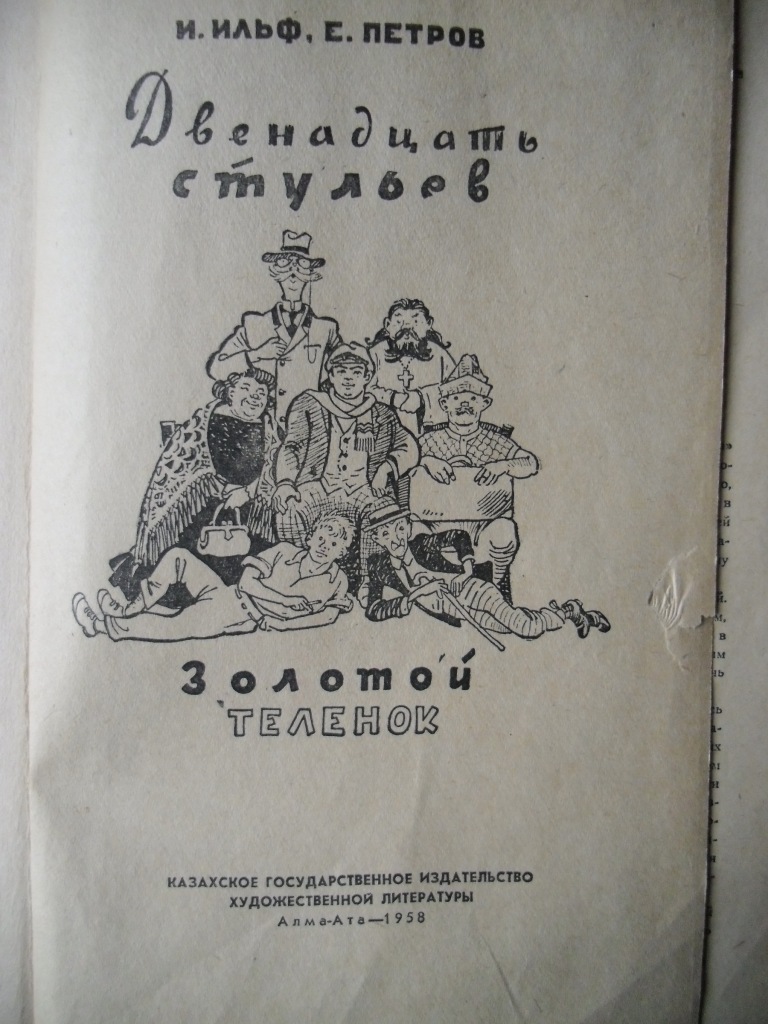 И. ИЛЬФ, Е. ПЕТРОВ
Двенадцать
стульев
Золотой
ТЕЛЕНОК
КАЗАХСКОЕ ГОСУДАРСТВЕННОЕ ИЗДАТЕЛЬСТВО
ХУДОЖЕСТВЕННОЙ ЛИТЕРАТУРЫ
Алма-Ата—1958